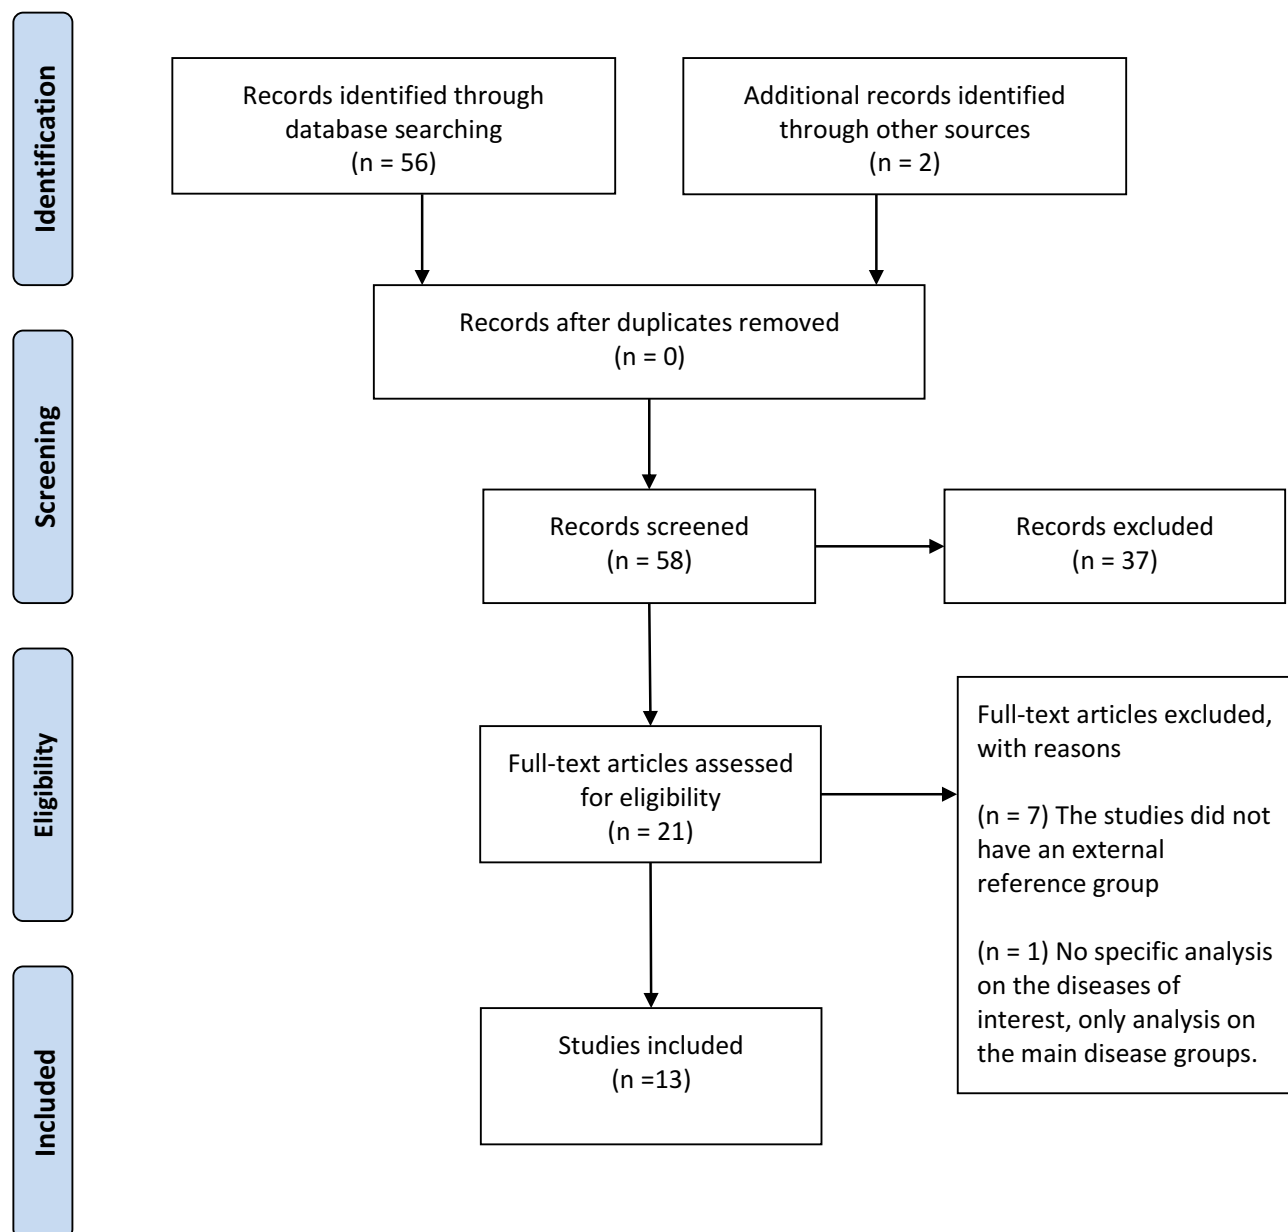 Identification
Records identified through
database searching
(n = 56)
Additional records identified
through other sources
(n = 2)
Records after duplicates removed
(n = 0)
Screening
Records screened
(n = 58)
Records excluded
(n = 37)
Eligibility
Full-text articles assessed
for eligibility
(n = 21)
Full-text articles excluded,
with reasons
(n = 7) The studies did not
have an external
reference group
(n = 1) No specific analysis
on the diseases of
interest, only analysis on
the main disease groups.
Included
Studies included
(n =13)